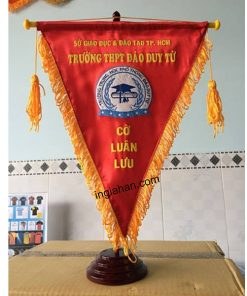 SỞ GIÁO DỤC & ĐÀO TẠO TP. HCM
TRƯỜNG THPT ĐÀO DUY TỪ
CỜ
LUÂN
LƯU
ingiahan.com